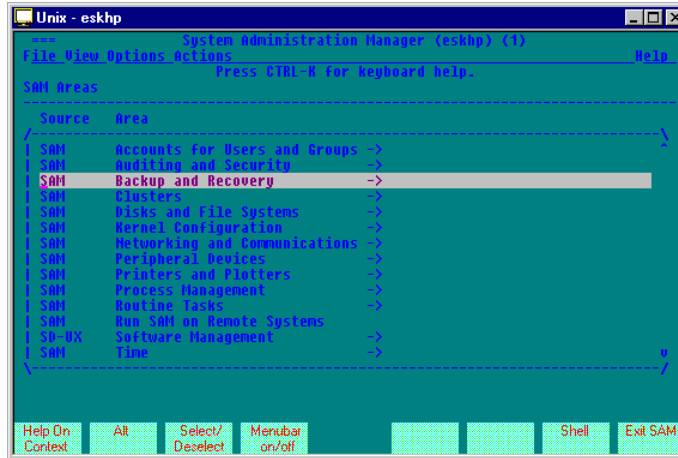 Unix - eskhp
=== System Administration Manager (eskhp) (1)
File View Options Actions Help
Press CTRL-K for keyboard help.
SAM Areas
Source Area
SAM Accounts for Users and Groups ->
SAM Auditing and Security ->
SAM Backup and Recovery ->
SAM Clusters ->
SAM Disks and File Systems ->
SAM Kernel Configuration ->
SAM Networking and Communications ->
SAM Peripheral Devices ->
SAM Printers and Plotters ->
SAM Process Management ->
SAM Routine Tasks ->
SAM Run SAM on Remote Systems
SD-UX Software Management ->
SAM Time ->
Help On Context Alt Select/ Deselect Menubar on/off Shell Exit SAM